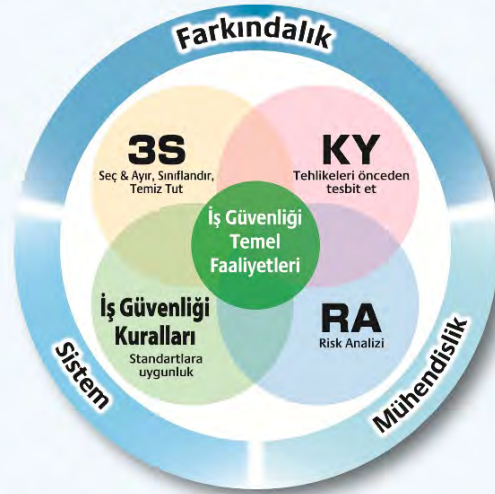 Farkındalık
3S
Seç & Ayır, Sınıflandır,
Temiz Tut
KY
Tehlikeleri önceden
tesbit et
İş Güvenliği
Temel
Faaliyetleri
İş Güvenliği
Kuralları
Standartlara
uygunluk
RA
Risk Analizi
Sistem
Mühendislik